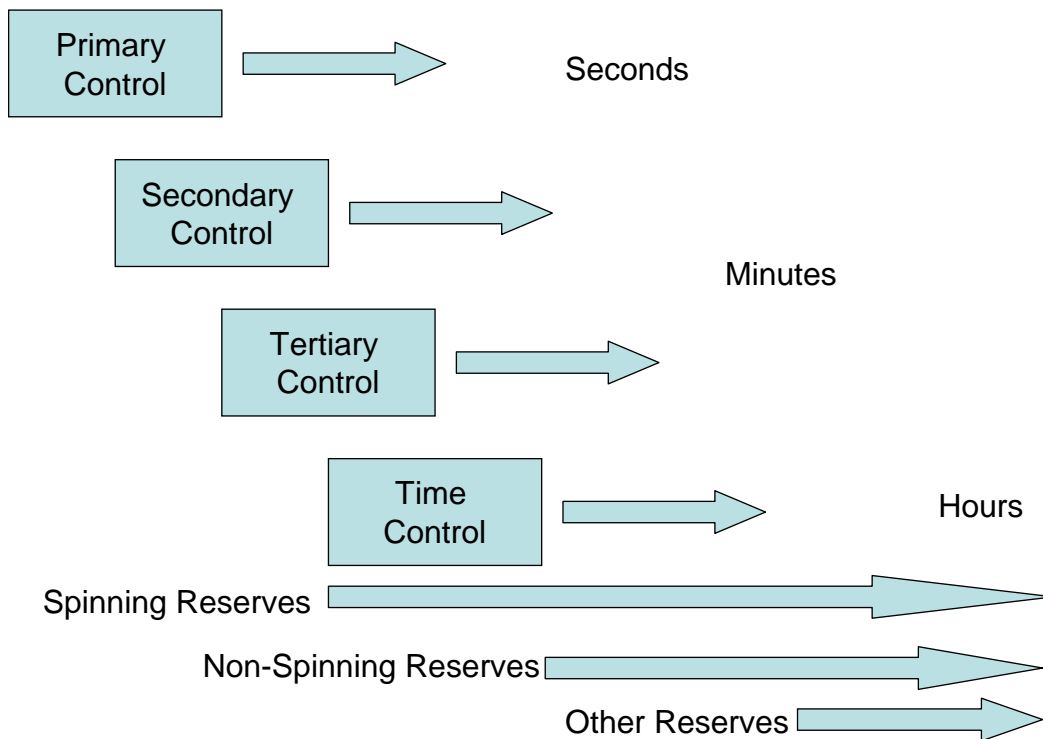 Primary
Control
Seconds
Secondary
Control
Minutes
Tertiary
Control
Time
Control
Hours
Spinning Reserves
Non-Spinning Reserves
Other Reserves